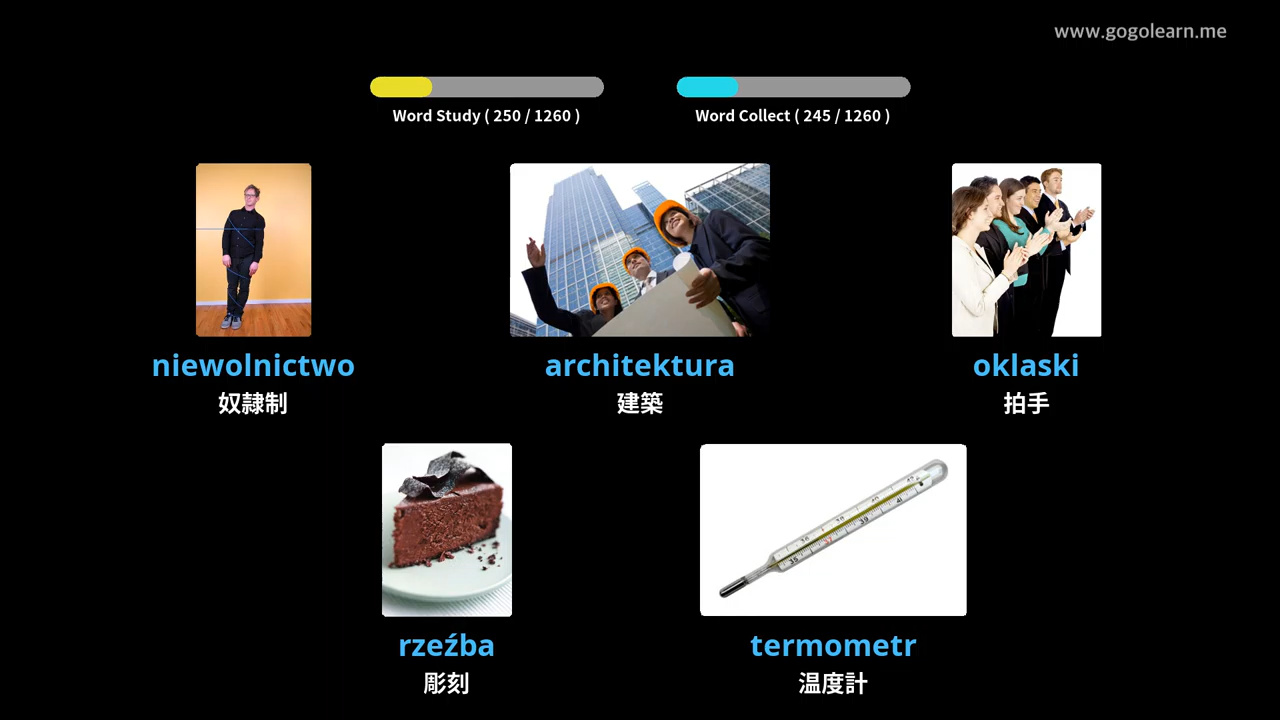 www.gogolearn.me
Word Study ( 250 / 1260 )
Word Collect ( 245 / 1260 )
niewolnictwo
奴隷制
architektura
建築
oklaski
拍手
rzeźba
彫刻
termometr
温度計